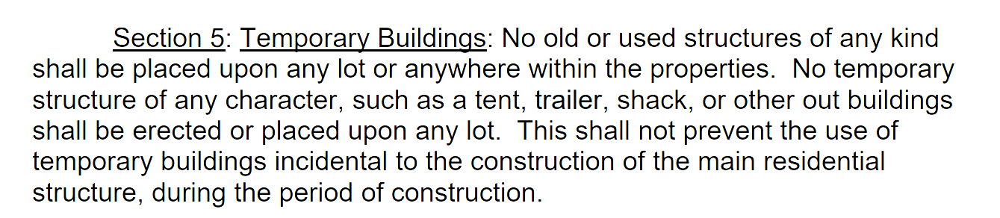 Section 5: Temporary Buildings: No old or used structures of any kind
shall be placed upon any lot or anywhere within the properties.  No temporary
structure of any character, such as a tent, trailer, shack, or other out buildings
shall be erected or placed upon any lot.  This shall not prevent the use of
temporary buildings incidental to the construction of the main residential
structure, during the period of construction.